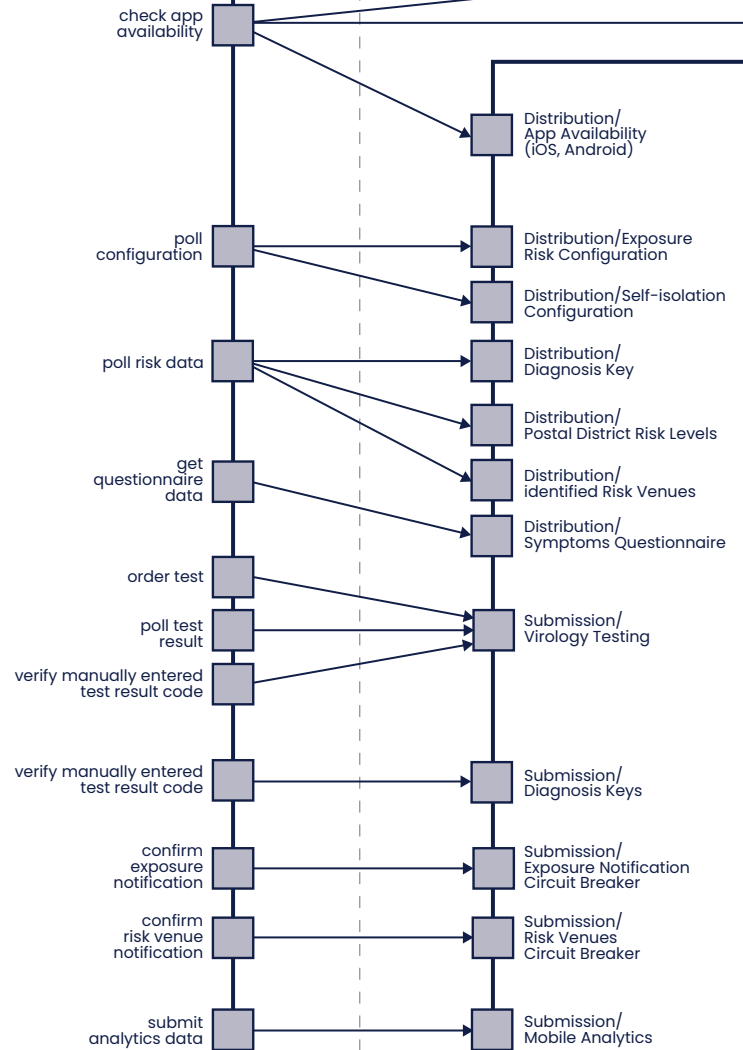 check app
availability
Distribution/
App Availability
(iOS, Android)
poll
configuration
Distribution/Exposure
Risk Configuration
Distribution/Self-isolation
Configuration
poll risk data
Distribution/
Diagnosis Key
Distribution/
Postal District Risk Levels
get
questionnaire
data
Distribution/
identified Risk Venues
Distribution/
Symptoms Questionnaire
order test
poll test
result
Submission/
Virology Testing
verify manually entered
test result code
verify manually entered
test result code
Submission/
Diagnosis Keys
confirm
exposure
notification
Submission/
Exposure Notification
Circuit Breaker
confirm
risk venue
notification
Submission/
Risk Venues
Circuit Breaker
submit
analytics data
Submission/
Mobile Analytics